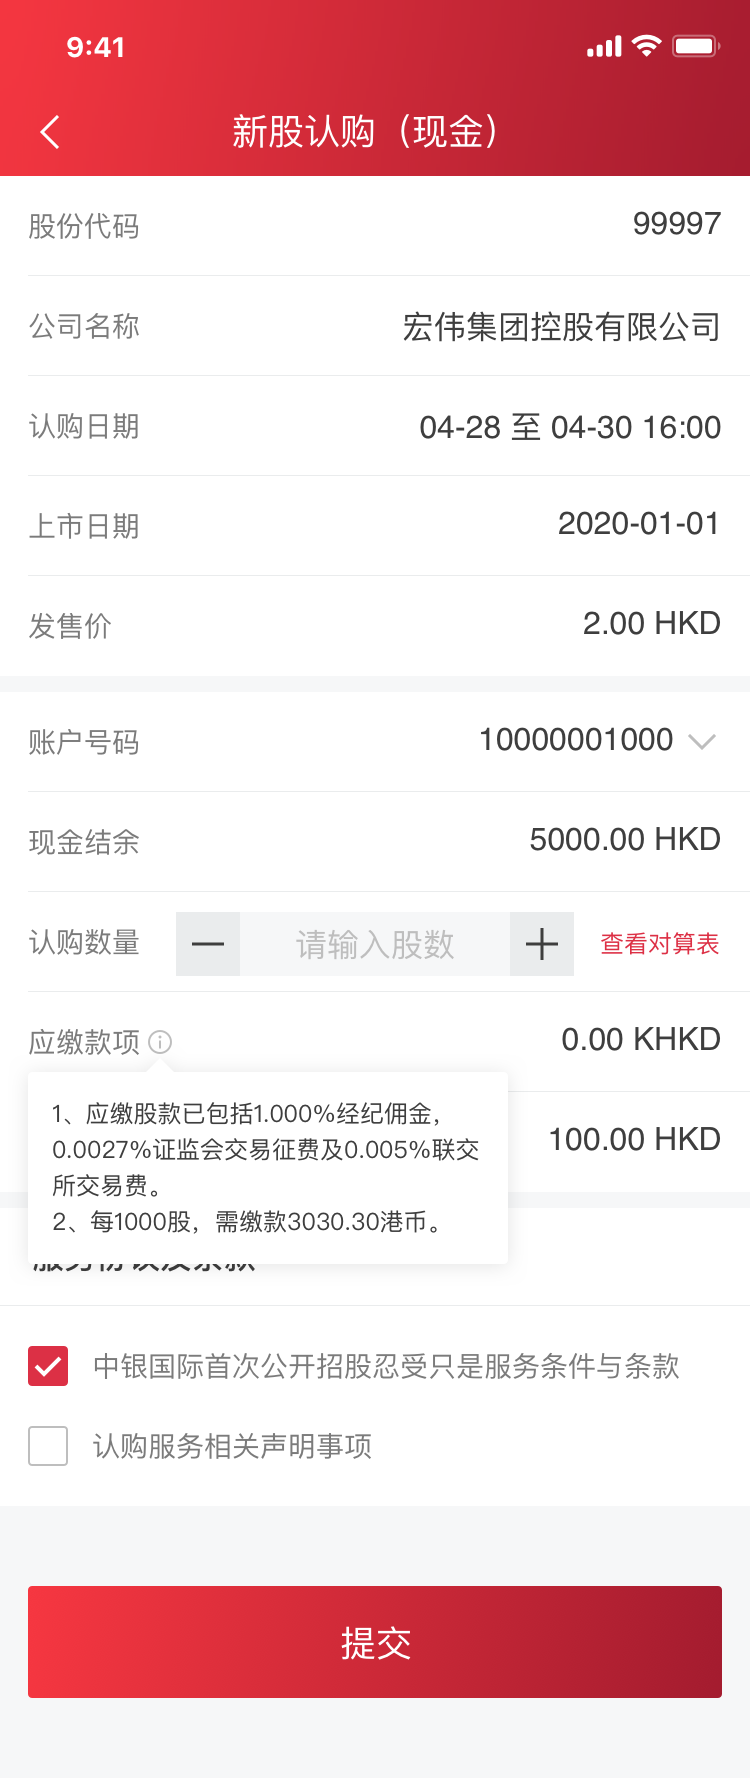 9:41
新股认购（现金）
股份代码 99997
公司名称 宏伟集团控股有限公司
认购日期 04-28 至 04-30 16:00
上市日期 2020-01-01
发售价 2.00 HKD
账户号码 10000001000
现金结余 5000.00 HKD
认购数量 请输入股数 查看对算表
应缴款项 0.00 KHKD
100.00 HKD
1、应缴股款已包括1.000%经纪佣金，
0.0027%证监会交易征费及0.005%联交
所交易费。
2、每1000股，需缴款3030.30港币。
中银国际首次公开招股忍受只是服务条件与条款
认购服务相关声明事项
提交